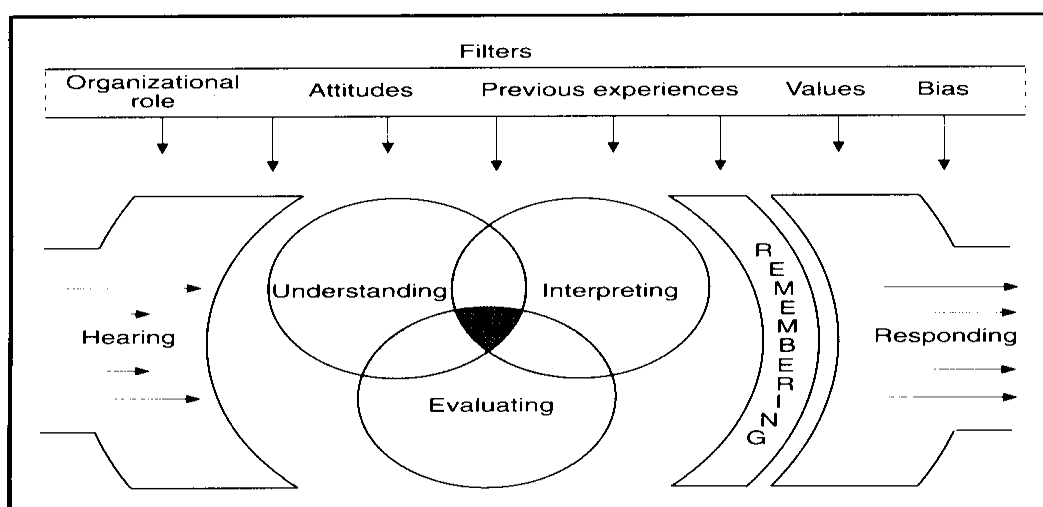 Filters
Organizational role
Attitudes
Previous experiences
Values
Bias
Hearing
Understanding
Interpreting
Evaluating
REMEMBERING
Responding